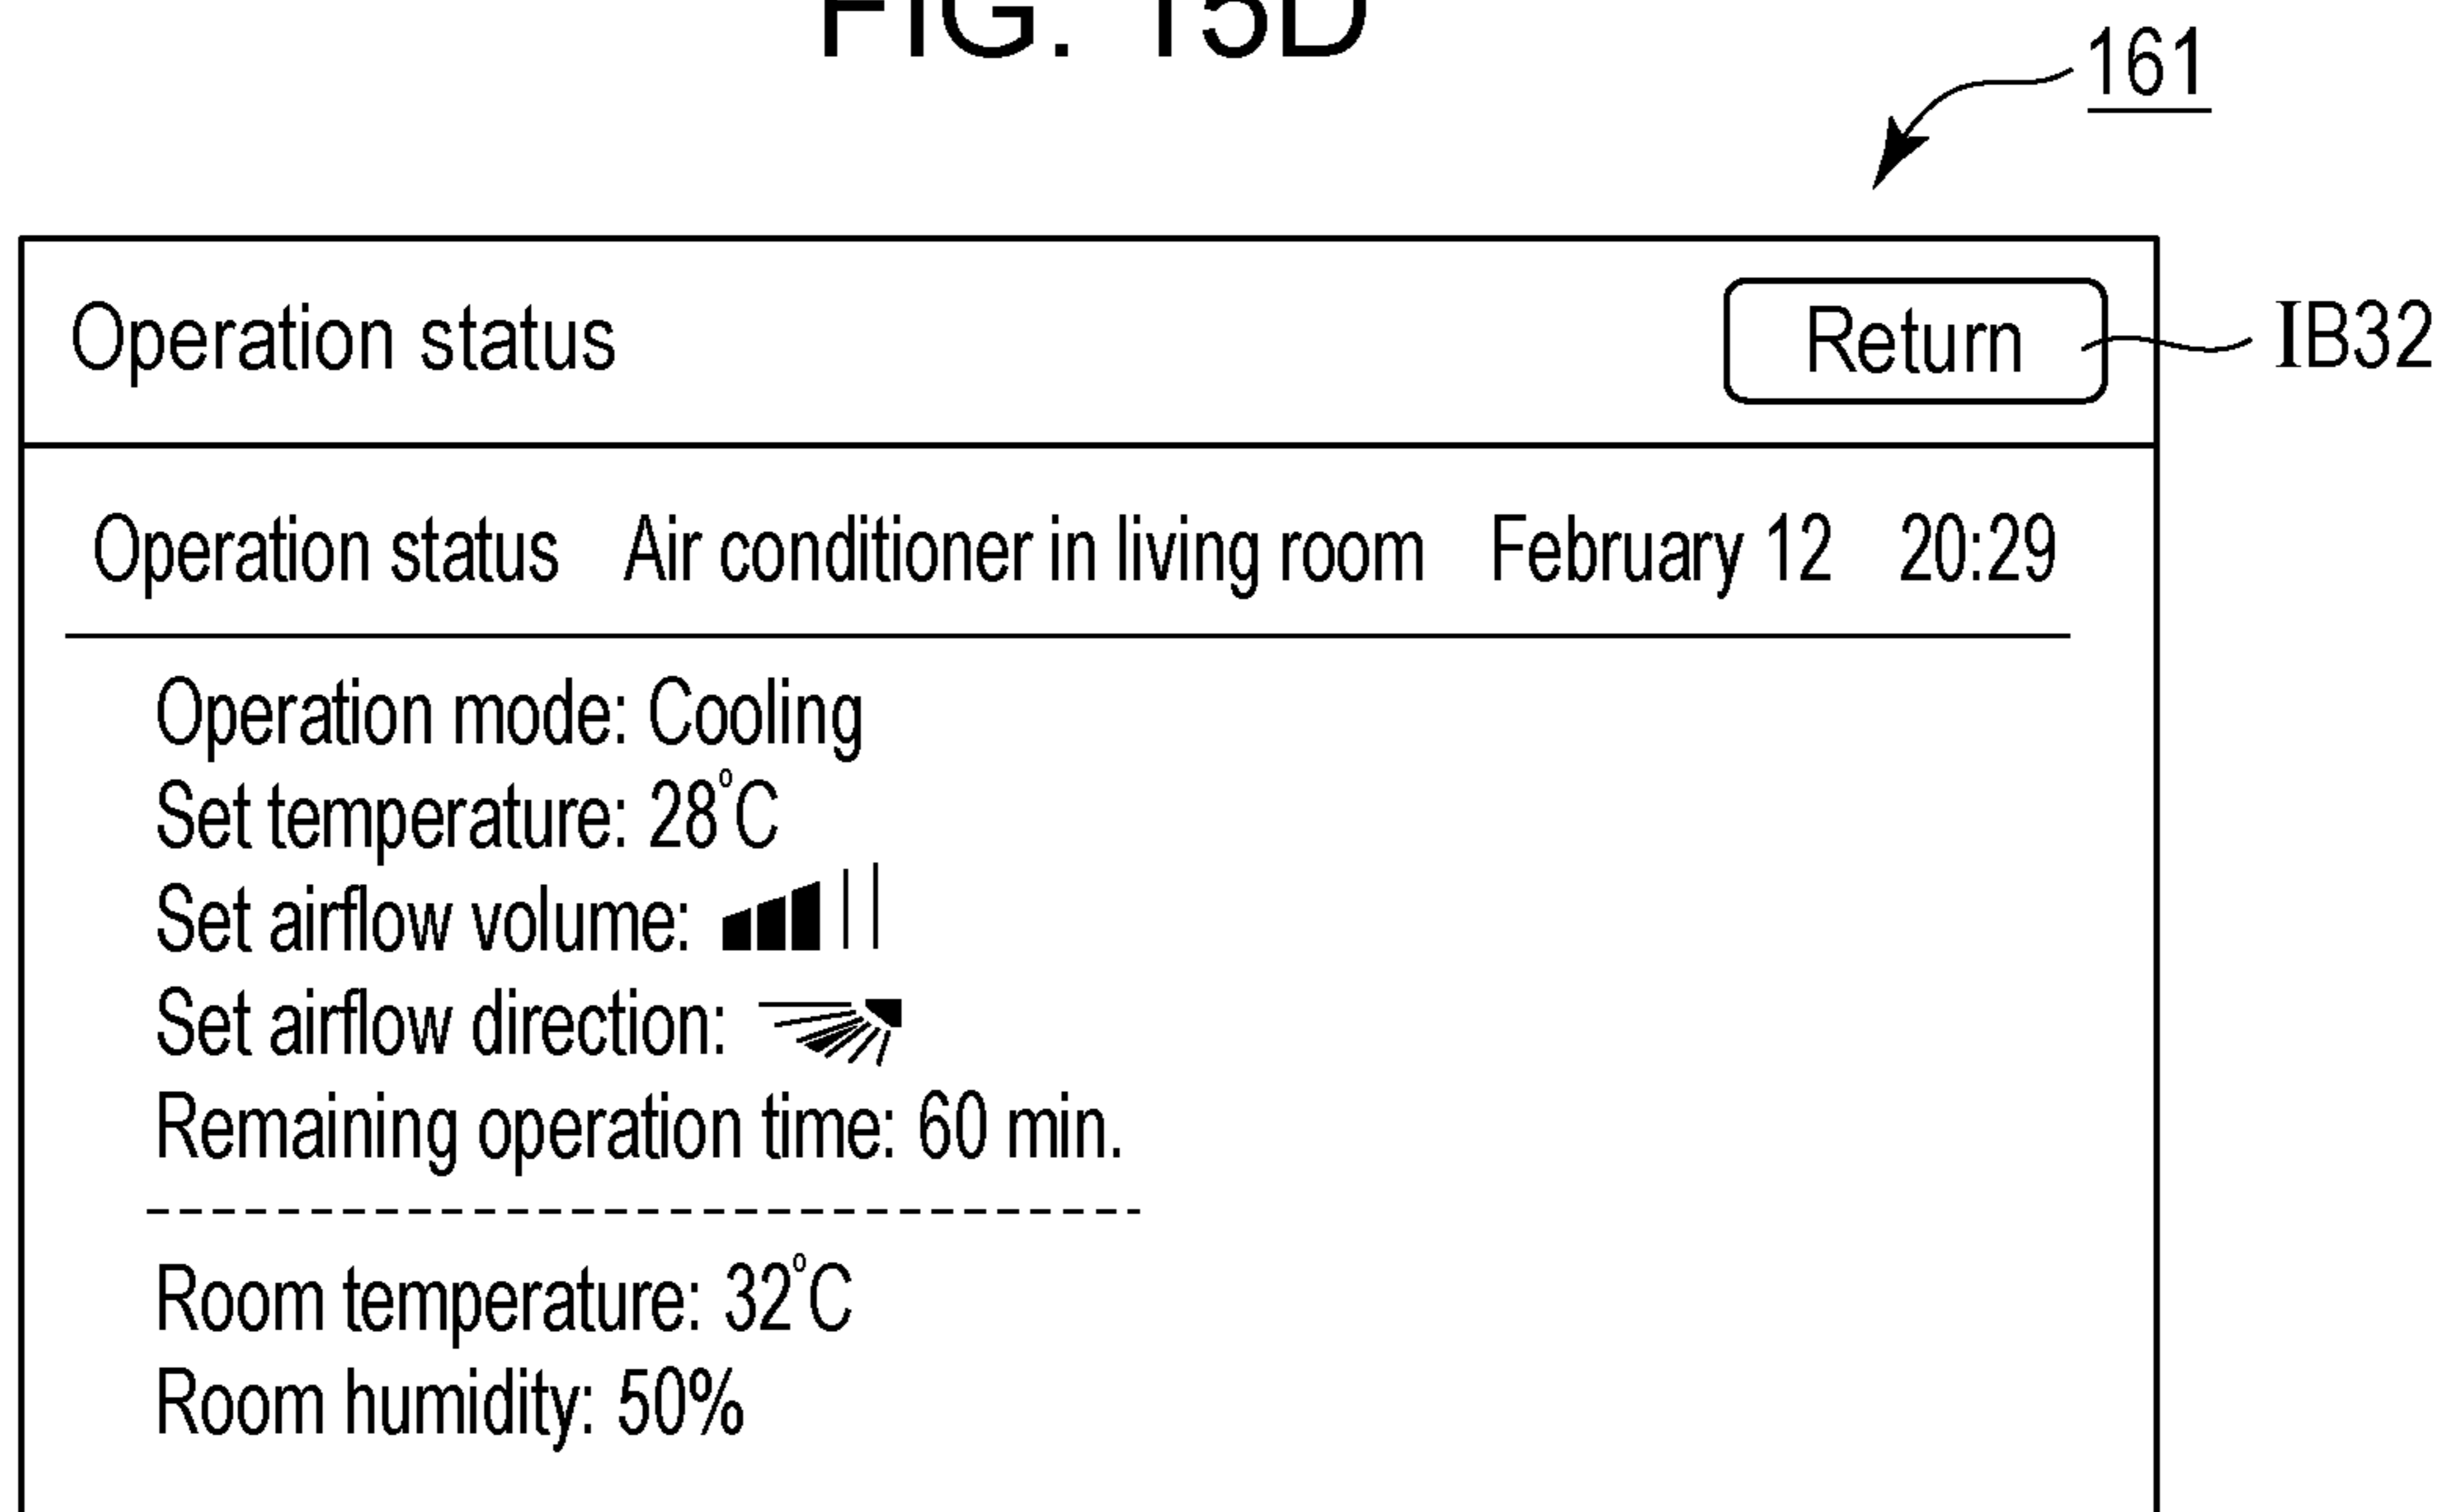 FIG. 15D
161
Operation status Return IB32
Operation status Air conditioner in living room February 12 20:29
Operation mode: Cooling
Set temperature: 28°C
Set airflow volume:
Set airflow direction:
Remaining operation time: 60 min.
Room temperature: 32°C
Room humidity: 50%